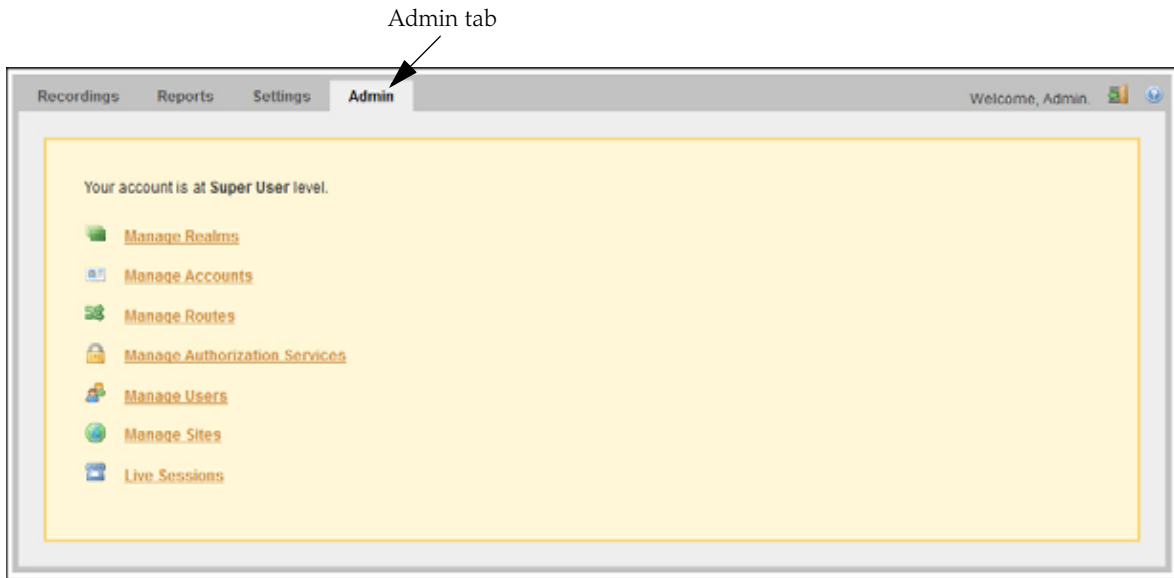 Admin tab
Recordings Reports Settings Admin Welcome, Admin.
Your account is at Super User level.
Manage Realms
Manage Accounts
Manage Routes
Manage Authorization Services
Manage Users
Manage Sites
Live Sessions